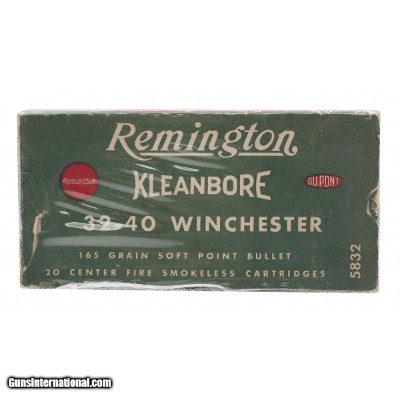 Remington
KLEANBORE
Remington
DU PONT
32-40 WINCHESTER
165 GRAIN SOFT POINT BULLET
20 CENTER FIRE SMOKELESS CARTRIDGES
5832
GunsInternational.com